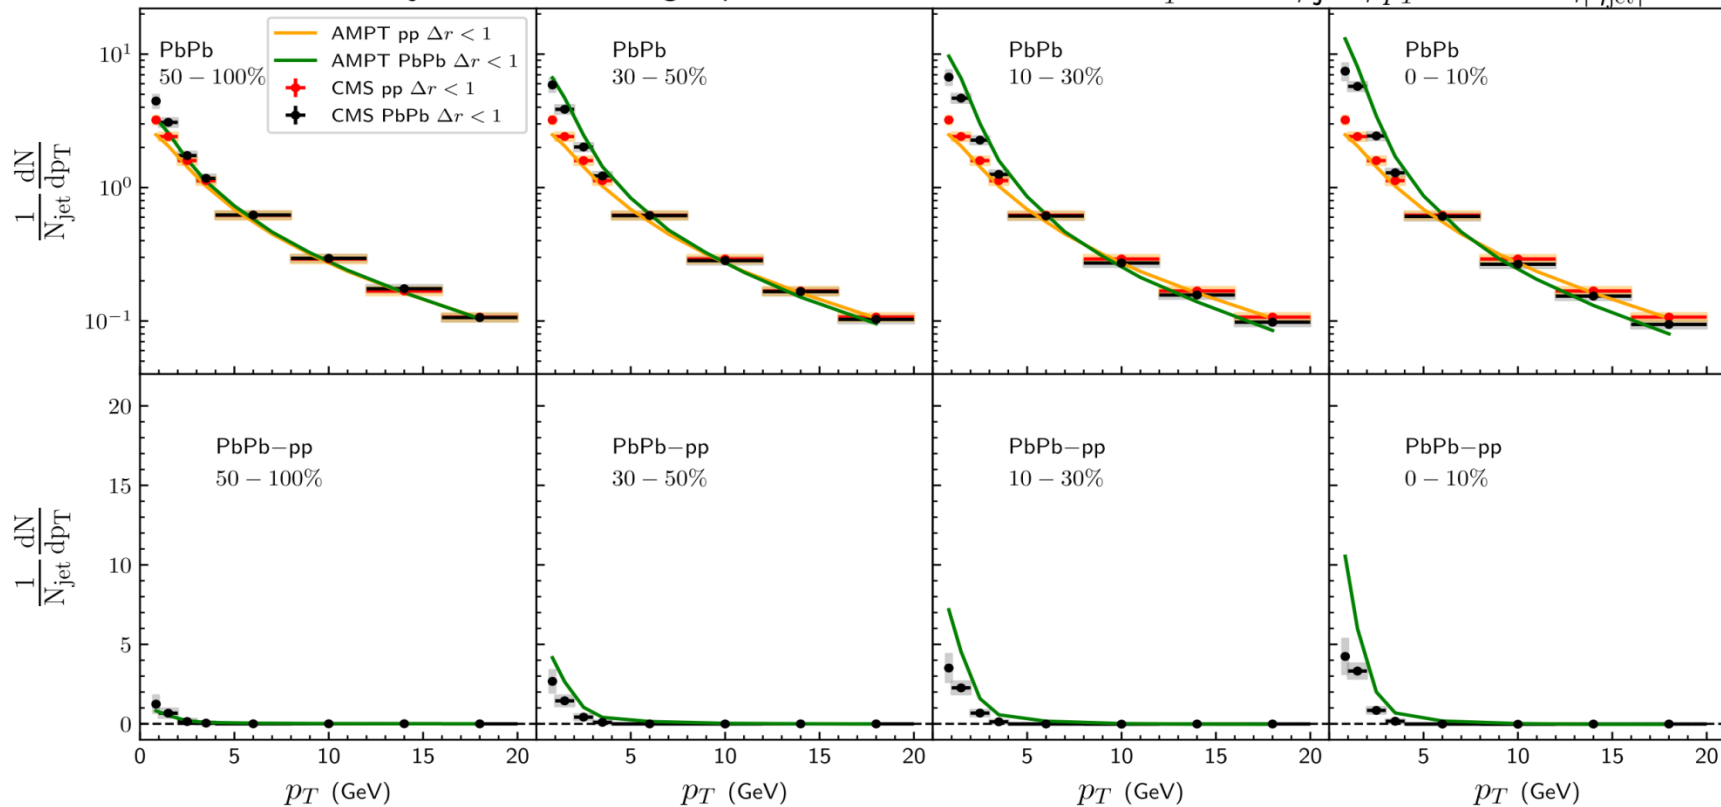 PbPb
50 − 100%
AMPT pp Δr < 1
AMPT PbPb Δr < 1
CMS pp Δr < 1
CMS PbPb Δr < 1
PbPb
30 − 50%
PbPb
10 − 30%
PbPb
0 − 10%
10^1
10^0
10^−1
1/N_jet dN/dp_T
PbPb−pp
50 − 100%
PbPb−pp
30 − 50%
PbPb−pp
10 − 30%
PbPb−pp
0 − 10%
20
15
10
5
0
1/N_jet dN/dp_T
0 5 10 15 20
5 10 15 20
5 10 15 20
5 10 15 20
p_T (GeV)
p_T (GeV)
p_T (GeV)
p_T (GeV)